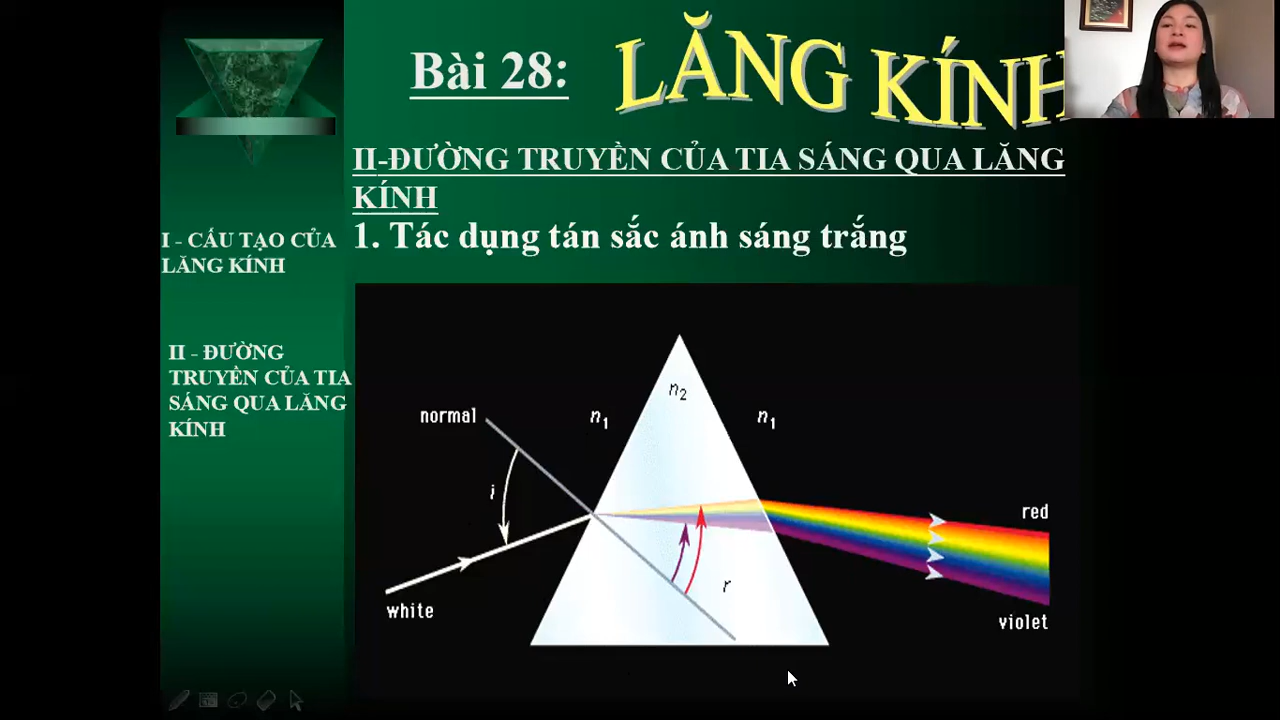 Bài 28:
LĂNG KÍNH
II-ĐƯỜNG TRUYỀN CỦA TIA SÁNG QUA LĂNG
KÍNH
1. Tác dụng tán sắc ánh sáng trắng
I - CẤU TẠO CỦA
LĂNG KÍNH
II - ĐƯỜNG
TRUYỀN CỦA TIA
SÁNG QUA LĂNG
KÍNH
n2
normal
n1
n1
i
red
r
white
violet